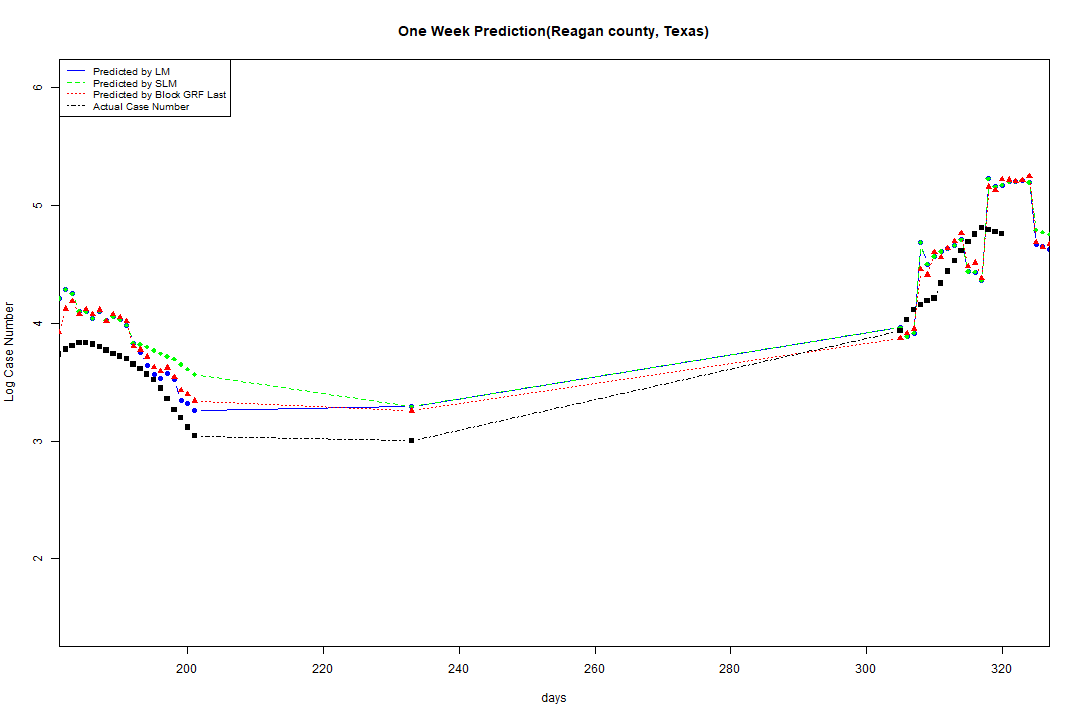 One Week Prediction(Reagan county, Texas)
Predicted by LM
Predicted by SLM
Predicted by Block GRF Last
Actual Case Number
6
5
4
3
2
Log Case Number
200 220 240 260 280 300 320
days